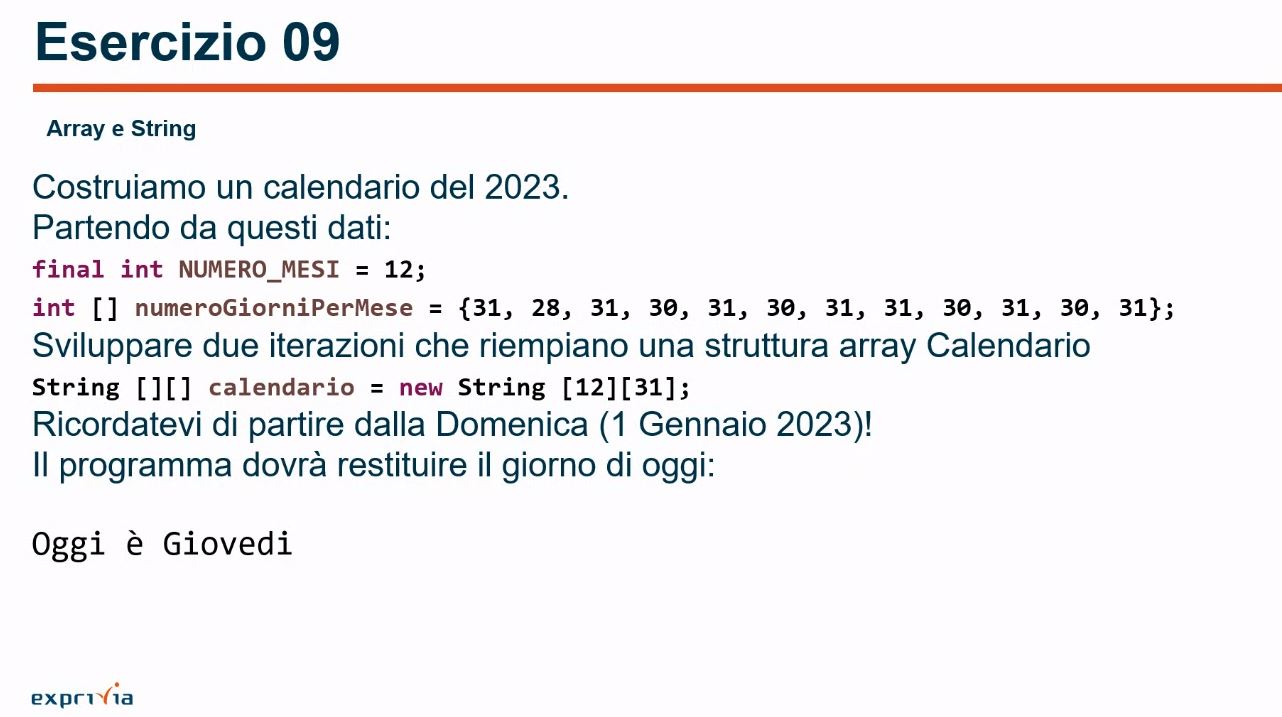 Esercizio 09
Array e String
Costruiamo un calendario del 2023.
Partendo da questi dati:
final int NUMERO_MESI = 12;
int [] numeroGiorniPerMese = {31, 28, 31, 30, 31, 30, 31, 31, 30, 31, 30, 31};
Sviluppare due iterazioni che riempiano una struttura array Calendario
String [][] calendario = new String [12][31];
Ricordatevi di partire dalla Domenica (1 Gennaio 2023)!
Il programma dovrà restituire il giorno di oggi:
Oggi è Giovedi
exprivia